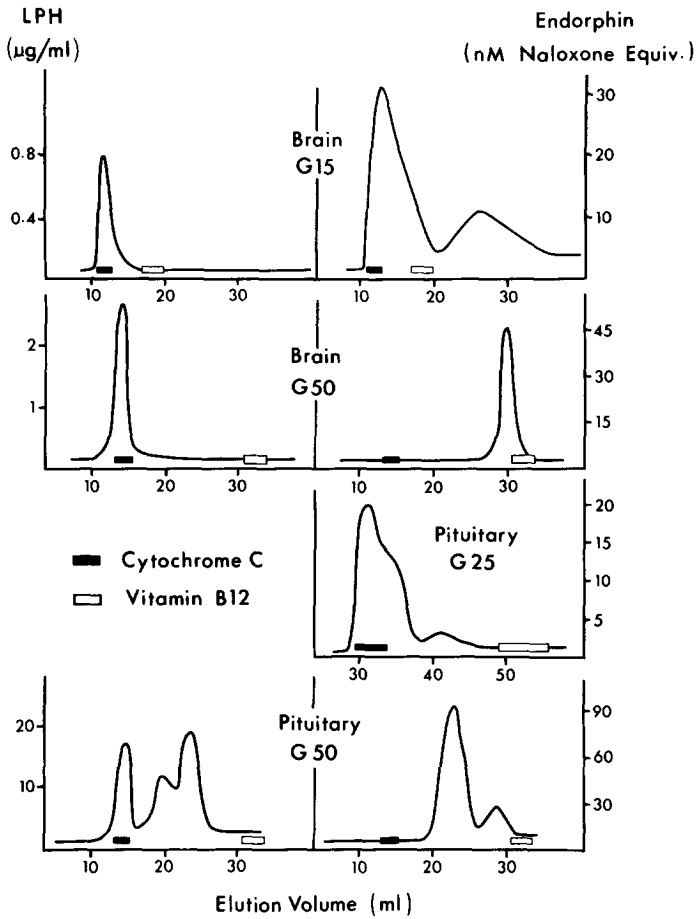 LPH
(μg/ml)
Endorphin
(nM Naloxone Equiv.)
0.8
0.4
Brain
G15
30
20
10
10 20 30
10 20 30
2
1
Brain
G50
45
30
15
10 20 30
10 20 30
Cytochrome C
Vitamin B12
Pituitary
G 25
20
15
10
5
30 40 50
20
10
Pituitary
G 50
90
60
30
10 20 30
10 20 30
Elution Volume (ml)